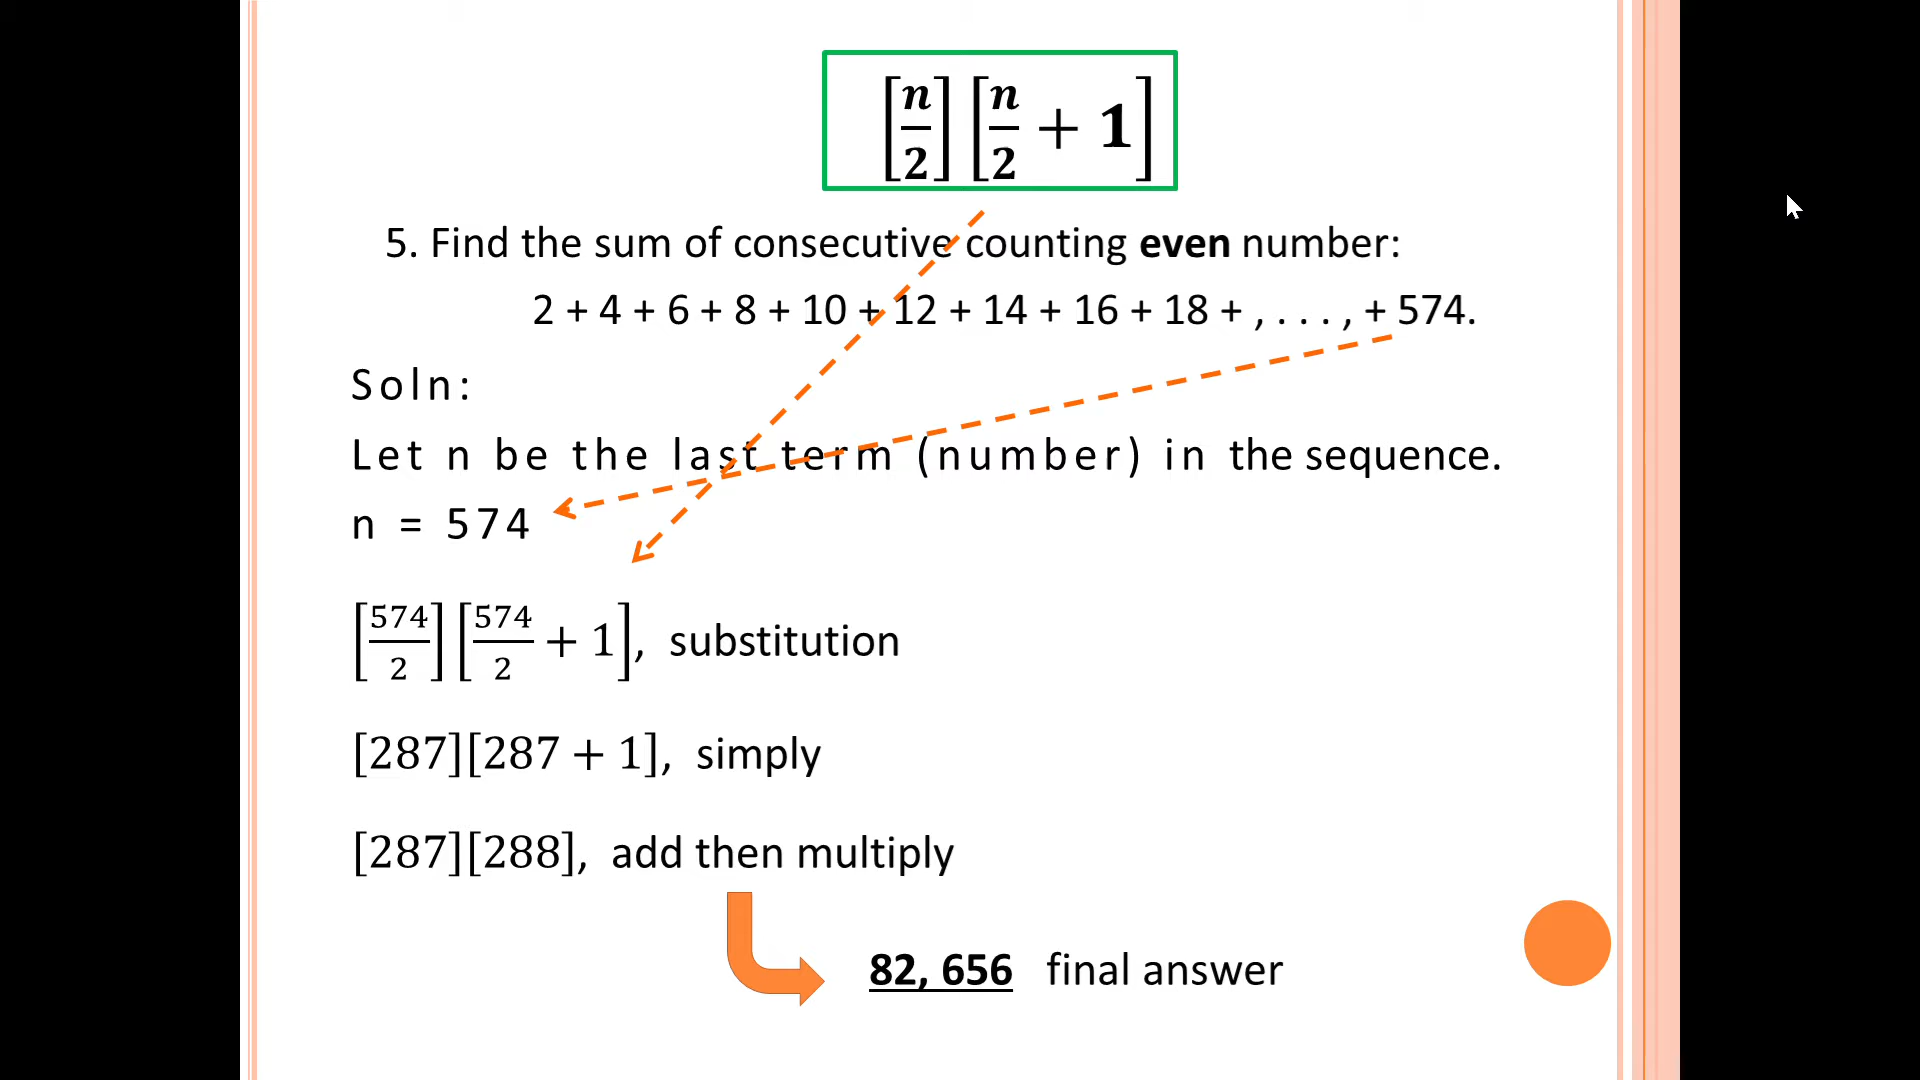 [n/2] [n/2 + 1]
5. Find the sum of consecutive counting even number:
2 + 4 + 6 + 8 + 10 + 12 + 14 + 16 + 18 + , . . . , + 574.
Soln:
Let n be the last term (number) in the sequence.
n = 574
[574/2] [574/2 + 1], substitution
[287][287 + 1], simply
[287][288], add then multiply
82, 656 final answer